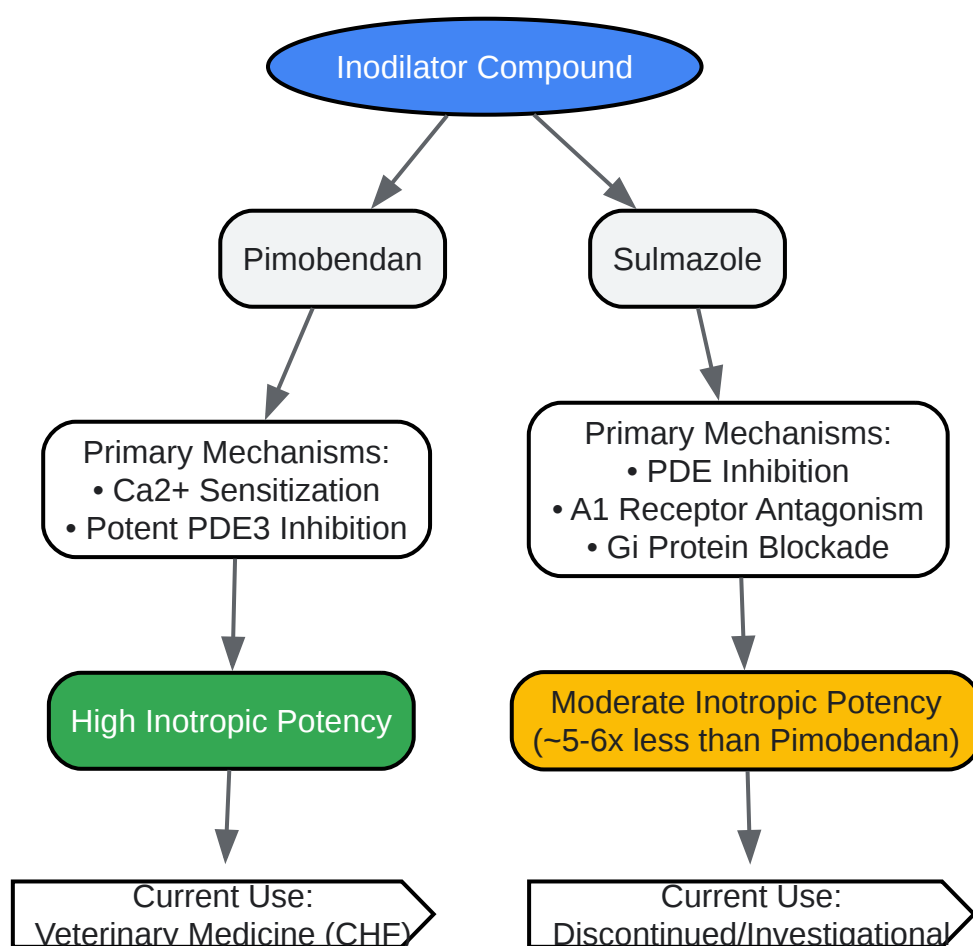 Inodilator Compound
Pimobendan
Sulmazole
Primary Mechanisms:
• Ca2+ Sensitization
• Potent PDE3 Inhibition
Primary Mechanisms:
• PDE Inhibition
• A1 Receptor Antagonism
• Gi Protein Blockade
High Inotropic Potency
Moderate Inotropic Potency
(~5-6x less than Pimobendan)
Current Use:
Veterinary Medicine (CHF)
Current Use:
Discontinued/Investigational